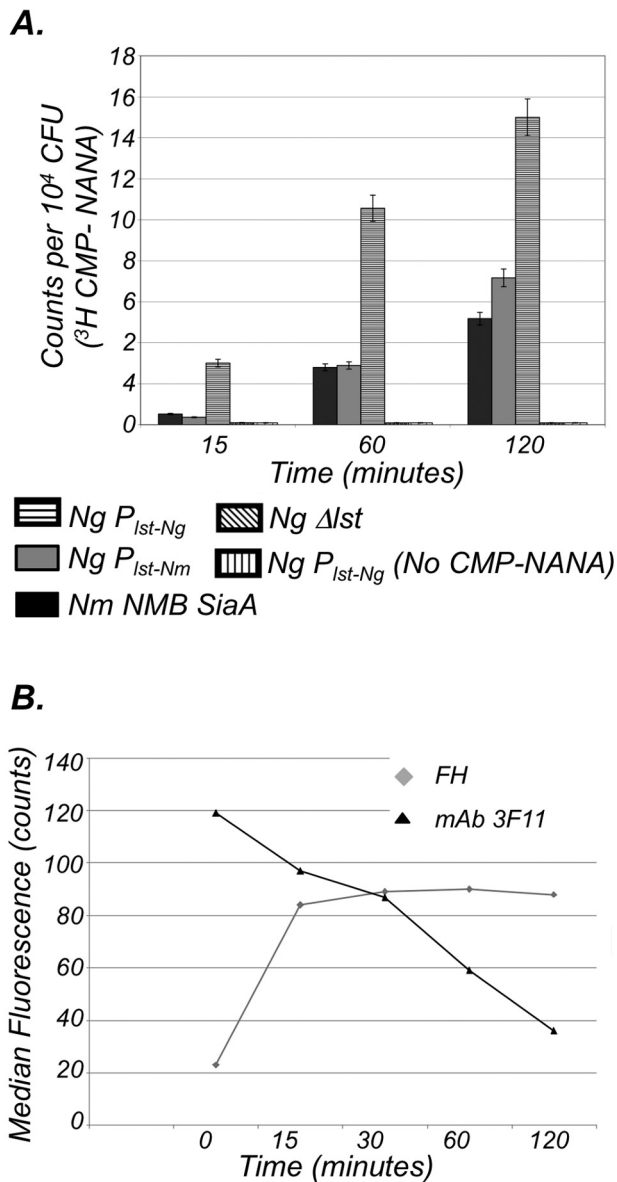 A.
18
16
14
12
10
8
6
2
4
0
Counts per 10⁴ CFU
(³H CMP- NANA)
15 60 120
Time (minutes)
Ng Plst-Ng Ng Δlst
Ng Plst-Nm Ng Plst-Ng (No CMP-NANA)
Nm NMB SiaA
B.
140
120
100
80
60
40
20
0
Median Fluorescence (counts)
FH
mAb 3F11
0 15 30 60 120
Time (minutes)